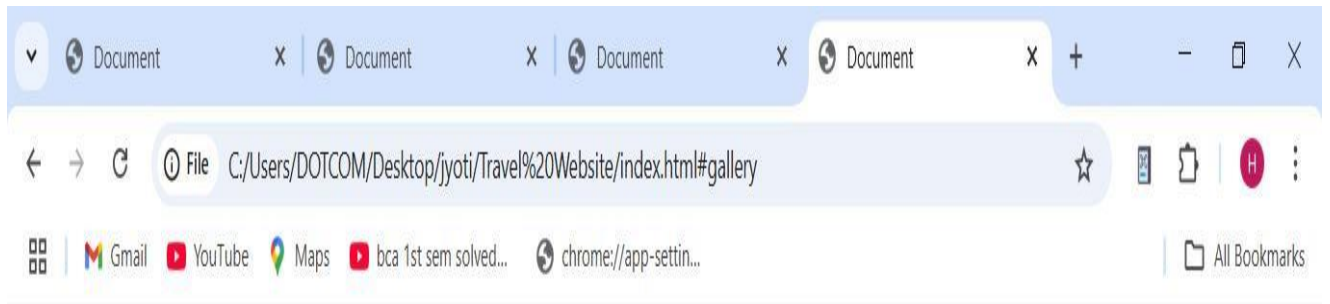 Document Document Document Document
File C:/Users/DOTCOM/Desktop/jyoti/Travel%20Website/index.html#gallery H
Gmail YouTube Maps bca 1st sem solved... chrome://app-settin... All Bookmarks